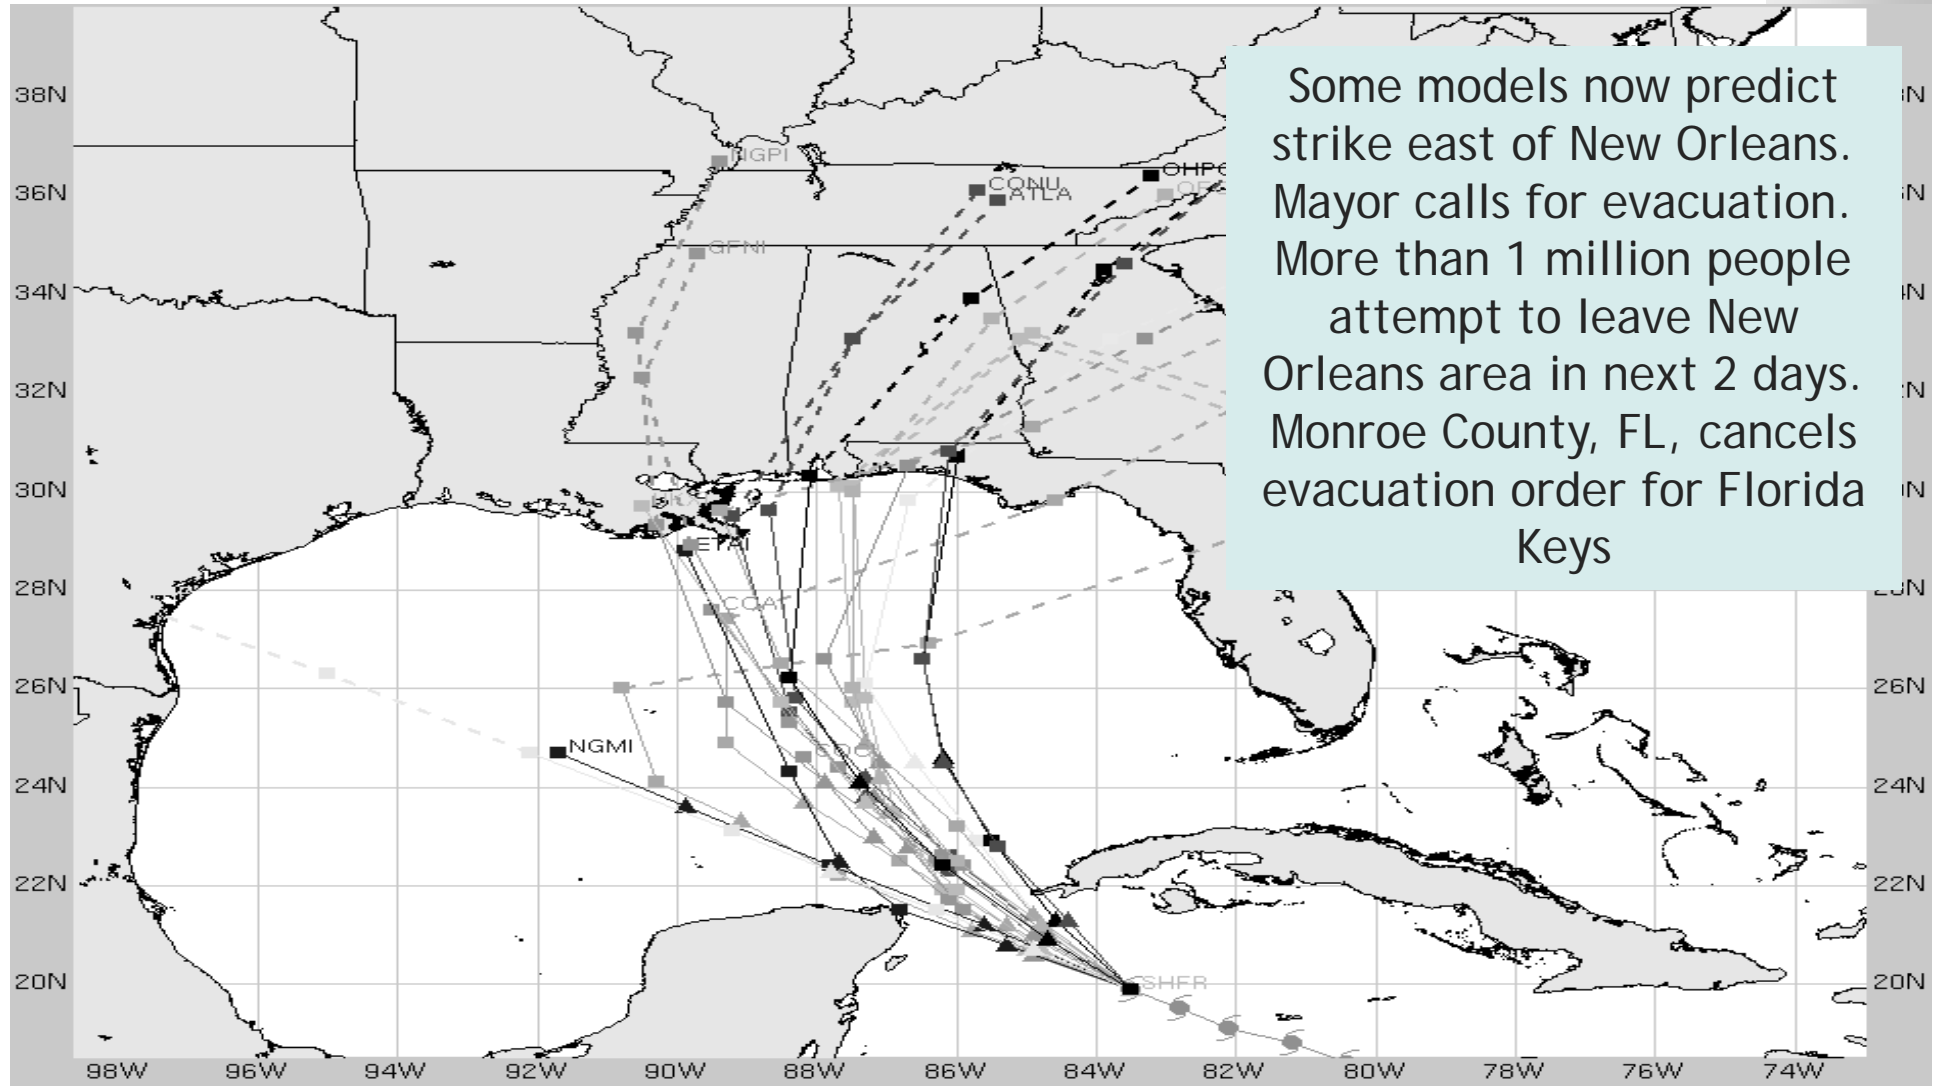 Some models now predict
strike east of New Orleans.
Mayor calls for evacuation.
More than 1 million people
attempt to leave New
Orleans area in next 2 days.
Monroe County, FL, cancels
evacuation order for Florida
Keys
38N
36N
34N
32N
30N
28N
26N
24N
22N
20N
NGPI
CONU
ATLA
GFNI
COAI
NGMI
SHFR
28N
26N
24N
22N
20N
98W 96W 94W 92W 90W 88W 86W 84W 82W 80W 78W 76W 74W